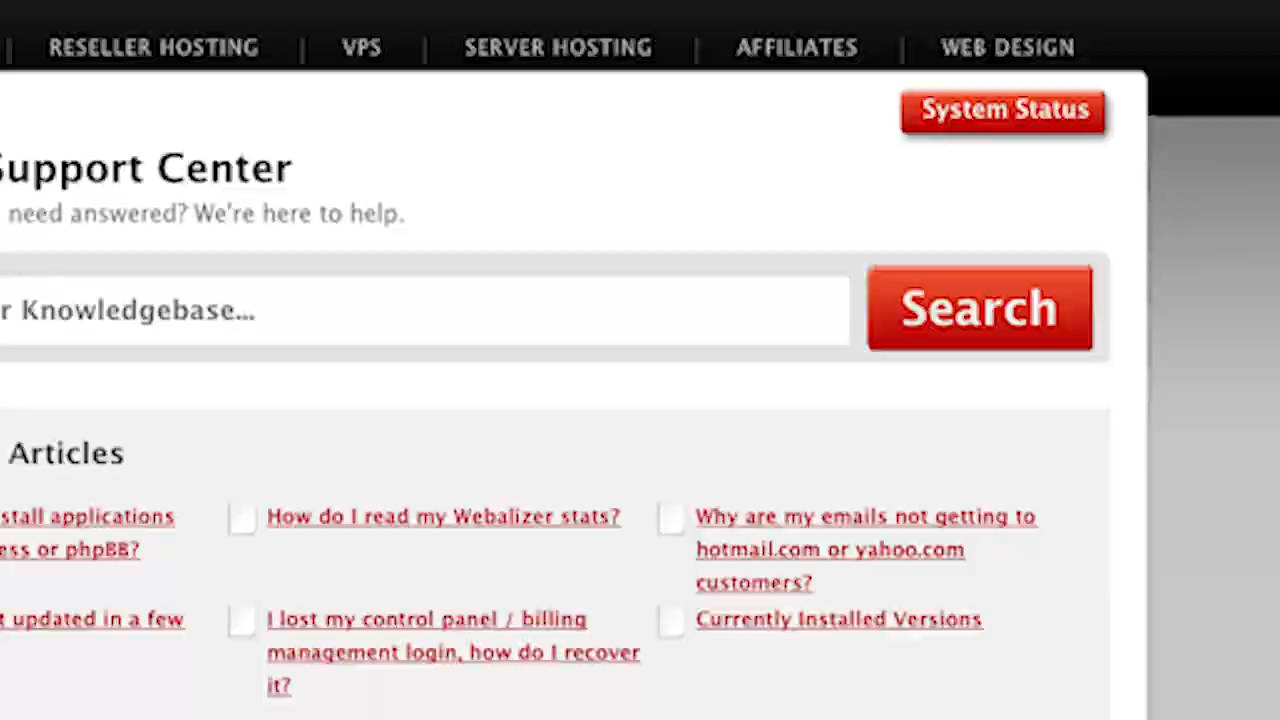 RESELLER HOSTING VPS SERVER HOSTING AFFILIATES WEB DESIGN
System Status
Support Center
need answered? We're here to help.
Knowledgebase...
Search
Articles
applications
or phpBB?
How do I read my Webalizer stats?
Why are my emails not getting to
hotmail.com or yahoo.com
customers?
updated in a few
I lost my control panel / billing
management login, how do I recover
it?
Currently Installed Versions